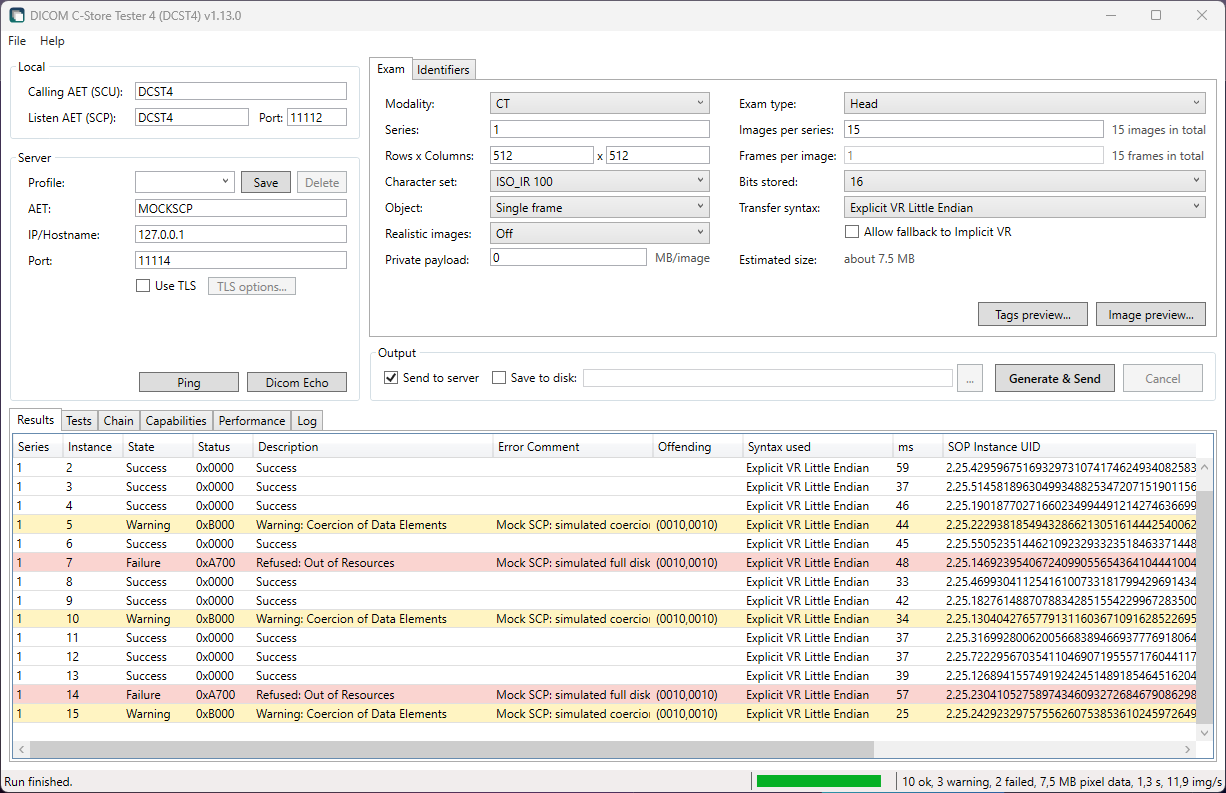 DICOM C-Store Tester 4 (DCST4) v1.13.0
File Help
Local
Calling AET (SCU): DCST4
Listen AET (SCP): DCST4 Port: 11112
Server
Profile: Save Delete
AET: MOCKSCP
IP/Hostname: 127.0.0.1
Port: 11114
Use TLS TLS options...
Ping Dicom Echo
Exam Identifiers
Modality: CT Exam type: Head
Series: 1 Images per series: 15 15 images in total
Rows x Columns: 512 x 512 Frames per image: 1 15 frames in total
Character set: ISO_IR 100 Bits stored: 16
Object: Single frame Transfer syntax: Explicit VR Little Endian
Realistic images: Off Allow fallback to Implicit VR
Private payload: 0 MB/image Estimated size: about 7.5 MB
Tags preview... Image preview...
Output
Send to server Save to disk: ... Generate & Send Cancel
Results Tests Chain Capabilities Performance Log
Series Instance State Status Description Error Comment Offending Syntax used ms SOP Instance UID
1 2 Success 0x0000 Success Explicit VR Little Endian 59 2.25.42959675169329731074174624934082583
1 3 Success 0x0000 Success Explicit VR Little Endian 37 2.25.51458189630499348825347207151901156
1 4 Success 0x0000 Success Explicit VR Little Endian 46 2.25.19018770271660234994491214274636699
1 5 Warning 0xB000 Warning: Coercion of Data Elements Mock SCP: simulated coercion (0010,0010) Explicit VR Little Endian 44 2.25.22293818549432866213051614442540062
1 6 Success 0x0000 Success Explicit VR Little Endian 45 2.25.55052351446210923293323518463371448
1 7 Failure 0xA700 Refused: Out of Resources Mock SCP: simulated full disk (0010,0010) Explicit VR Little Endian 48 2.25.14692395406724099055654364104441004
1 8 Success 0x0000 Success Explicit VR Little Endian 33 2.25.46993041125416100733181799429691434
1 9 Success 0x0000 Success Explicit VR Little Endian 42 2.25.18276148870788342851554229967283500
1 10 Warning 0xB000 Warning: Coercion of Data Elements Mock SCP: simulated coercion (0010,0010) Explicit VR Little Endian 34 2.25.13040427657791311603671091628522695
1 11 Success 0x0000 Success Explicit VR Little Endian 37 2.25.31699280062005668389466937776918064
1 12 Success 0x0000 Success Explicit VR Little Endian 37 2.25.72229567035411046907195557176044117
1 13 Success 0x0000 Success Explicit VR Little Endian 39 2.25.12689415574919242451489185464516204
1 14 Failure 0xA700 Refused: Out of Resources Mock SCP: simulated full disk (0010,0010) Explicit VR Little Endian 57 2.25.23041052758974346093272684679086298
1 15 Warning 0xB000 Warning: Coercion of Data Elements Mock SCP: simulated coercion (0010,0010) Explicit VR Little Endian 25 2.25.24292329757556260753853610245972649
Run finished. 10 ok, 3 warning, 2 failed, 7,5 MB pixel data, 1,3 s, 11,9 img/s